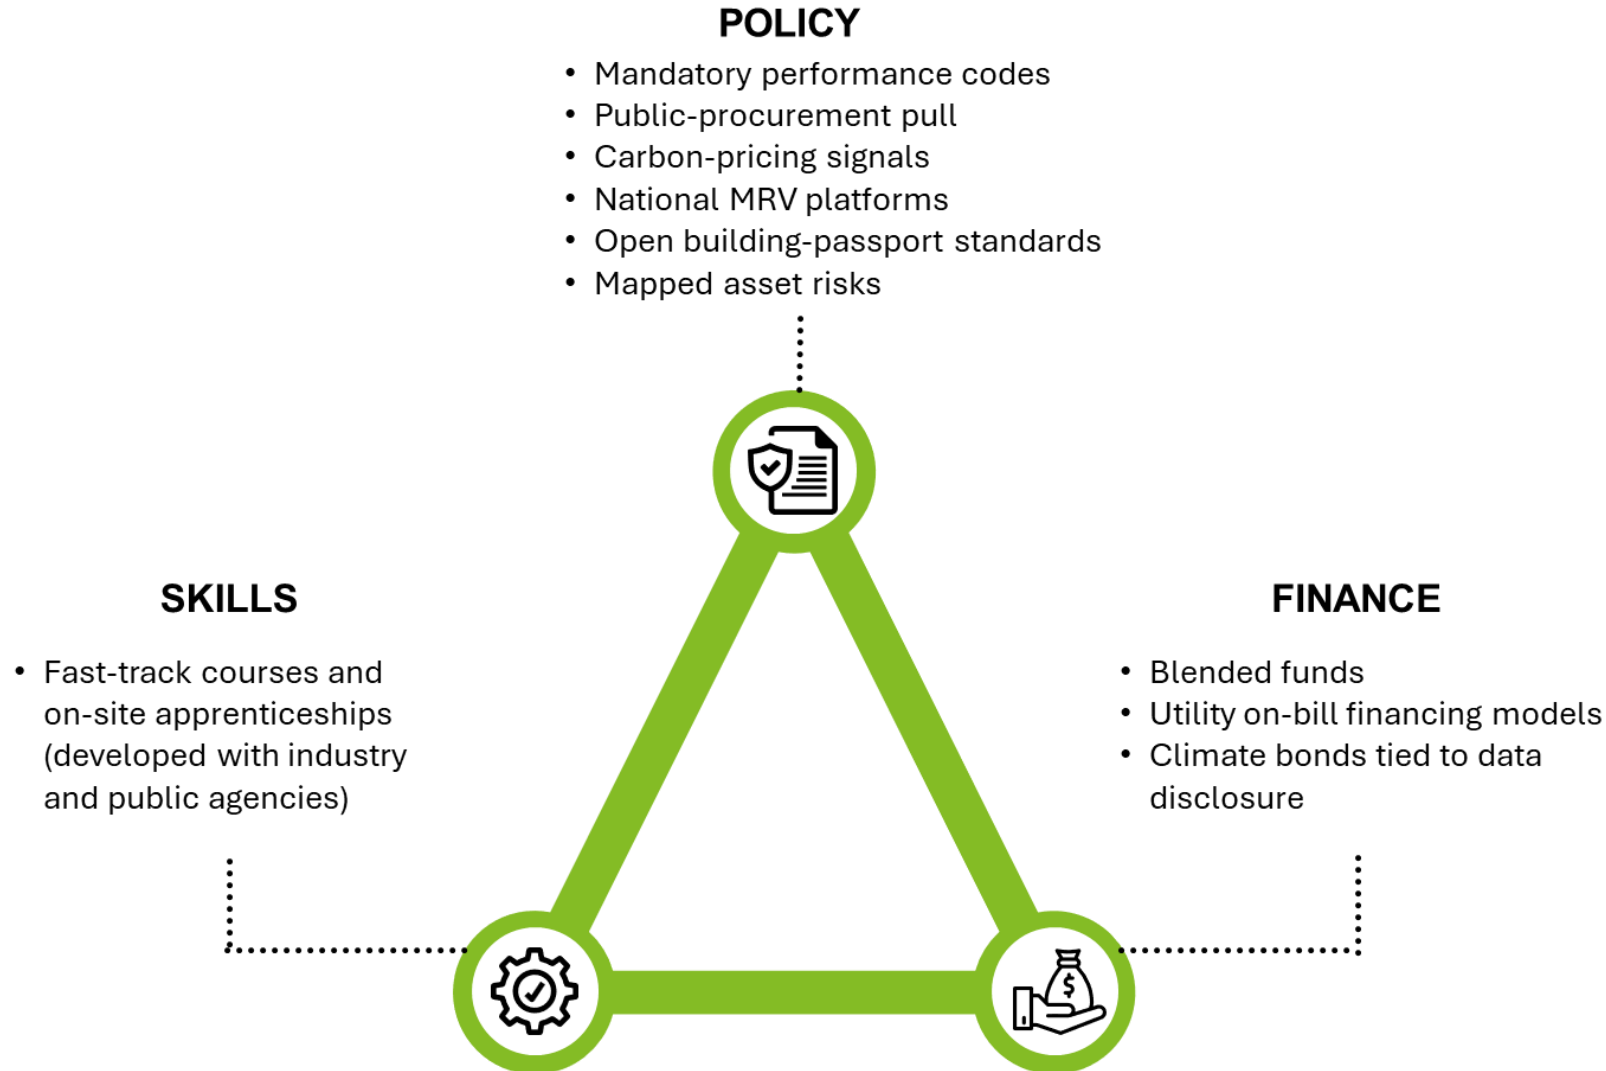 POLICY
• Mandatory performance codes
• Public-procurement pull
• Carbon-pricing signals
• National MRV platforms
• Open building-passport standards
• Mapped asset risks
SKILLS
• Fast-track courses and
on-site apprenticeships
(developed with industry
and public agencies)
FINANCE
• Blended funds
• Utility on-bill financing models
• Climate bonds tied to data
disclosure
$